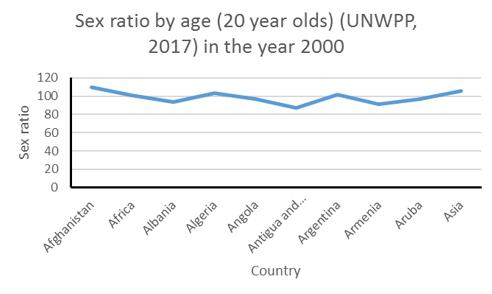 Sex ratio by age (20 year olds) (UNWPP,
2017) in the year 2000
120
100
80
60
40
20
0
Sex ratio
Afghanistan
Africa
Albania
Algeria
Angola
Antigua and...
Argentina
Armenia
Aruba
Asia
Country